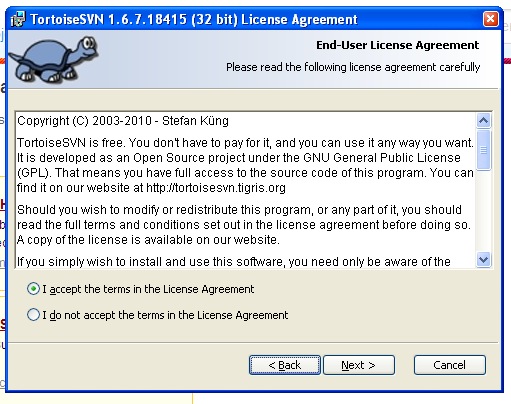 TortoiseSVN 1.6.7.18415 (32 bit) License Agreement
End-User License Agreement
Please read the following license agreement carefully
Copyright (C) 2003-2010 - Stefan Küng
TortoiseSVN is free. You don't have to pay for it, and you can use it any way you want.
It is developed as an Open Source project under the GNU General Public License
(GPL). That means you have full access to the source code of this program. You can
find it on our website at http://tortoisesvn.tigris.org
Should you wish to modify or redistribute this program, or any part of it, you should
read the full terms and conditions set out in the license agreement before doing so.
A copy of the license is available on our website.
If you simply wish to install and use this software, you need only be aware of the
I accept the terms in the License Agreement
I do not accept the terms in the License Agreement
< Back Next > Cancel